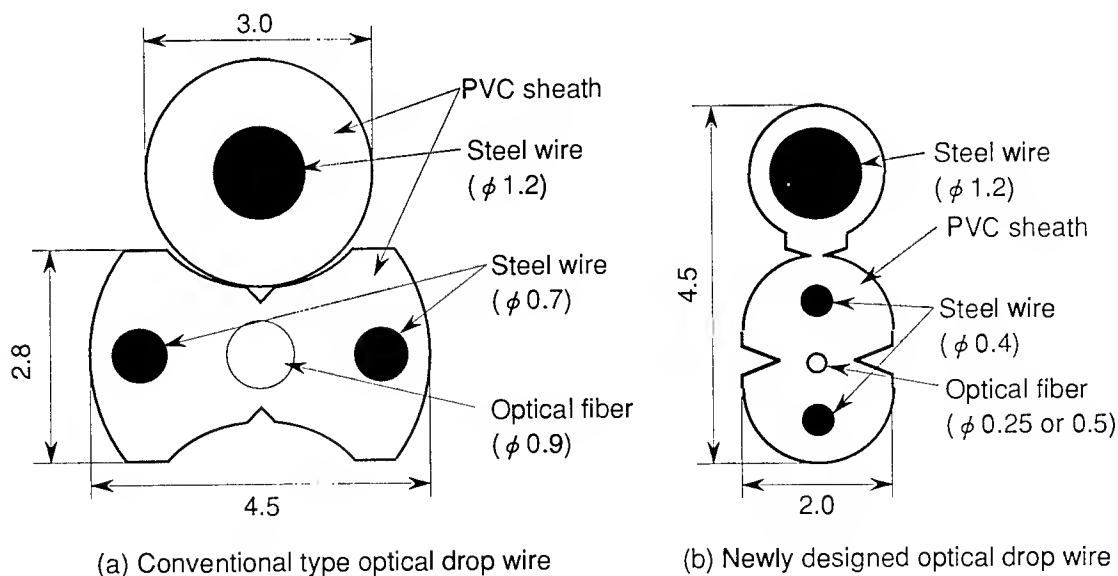 3.0
PVC sheath
Steel wire
(φ 1.2)
Steel wire
(φ 0.7)
2.8
Optical fiber
(φ 0.9)
4.5
(a) Conventional type optical drop wire
4.5
Steel wire
(φ 1.2)
PVC sheath
Steel wire
(φ 0.4)
Optical fiber
(φ 0.25 or 0.5)
2.0
(b) Newly designed optical drop wire